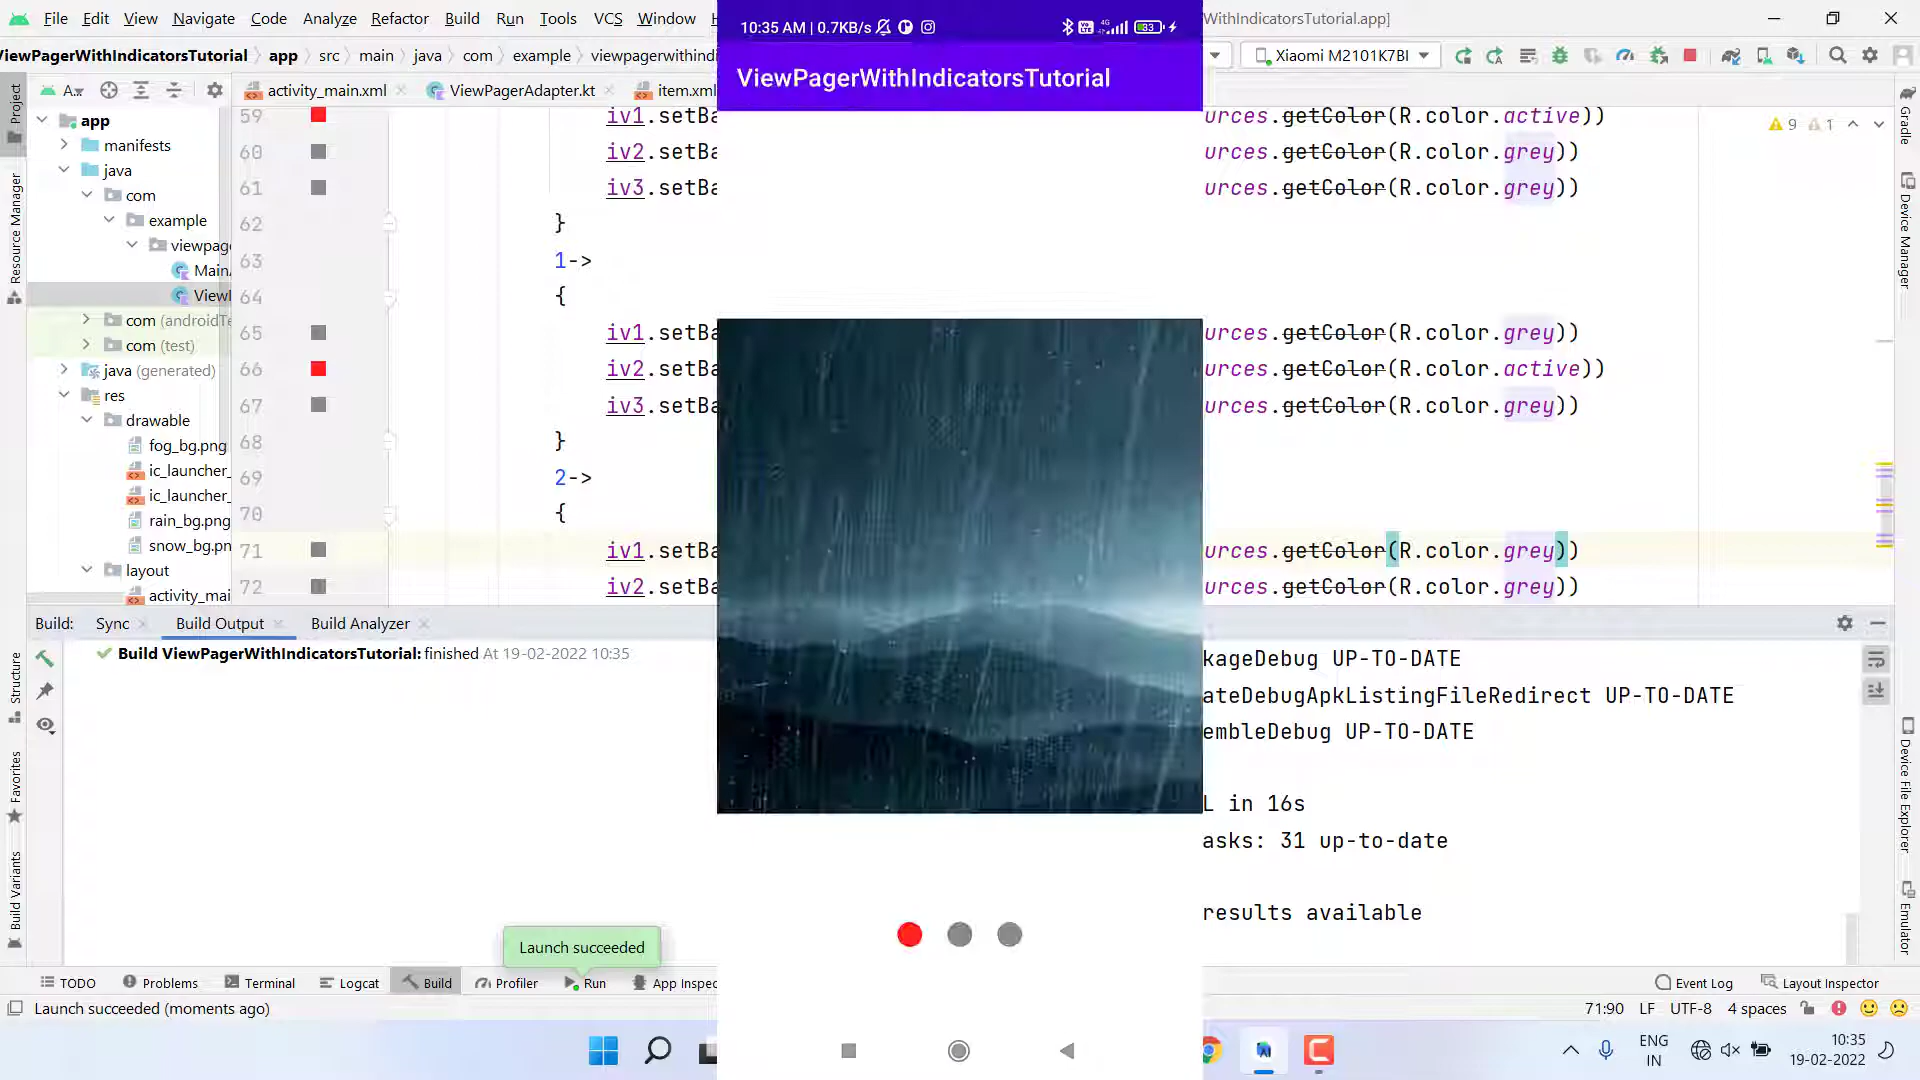 File Edit View Navigate Code Analyze Refactor Build Run Tools VCS Window WithIndicatorsTutorial.app]
ViewPagerWithIndicatorsTutorial app src main java com example viewpagerwithindi Xiaomi M2101K7BI
10:35 AM | 0.7KB/s 4G 33
ViewPagerWithIndicatorsTutorial
A... activity_main.xml ViewPagerAdapter.kt item.xml
app
manifests
java
com
example
viewpage
MainA
ViewI
com (androidTe
com (test)
java (generated)
res
drawable
fog_bg.png
ic_launcher_
ic_launcher_
rain_bg.png
snow_bg.pn
layout
activity_mai
59 iv1.setBa urces.getColor(R.color.active))
60 iv2.setBa urces.getColor(R.color.grey))
61 iv3.setBa urces.getColor(R.color.grey))
62 }
63 1->
64 {
65 iv1.setBa urces.getColor(R.color.grey))
66 iv2.setBa urces.getColor(R.color.active))
67 iv3.setBa urces.getColor(R.color.grey))
68 }
69 2->
70 {
71 iv1.setBa urces.getColor(R.color.grey))
72 iv2.setBa urces.getColor(R.color.grey))
9 1
Project
Resource Manager
Structure
Favorites
Build Variants
Gradle
Device Manager
Device File Explorer
Emulator
Build: Sync Build Output Build Analyzer
Build ViewPagerWithIndicatorsTutorial: finished At 19-02-2022 10:35
kageDebug UP-TO-DATE
ateDebugApkListingFileRedirect UP-TO-DATE
embleDebug UP-TO-DATE
L in 16s
asks: 31 up-to-date
results available
Launch succeeded
TODO Problems Terminal Logcat Build Profiler Run App Inspec Event Log Layout Inspector
Launch succeeded (moments ago) 71:90 LF UTF-8 4 spaces
ENG
IN
10:35
19-02-2022